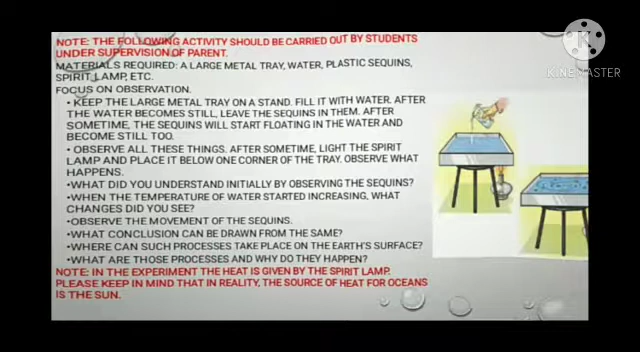 NOTE: THE FOLLOWING ACTIVITY SHOULD BE CARRIED OUT BY STUDENTS
UNDER SUPERVISION OF PARENT.
MATERIALS REQUIRED: A LARGE METAL TRAY, WATER, PLASTIC SEQUINS,
SPIRIT LAMP, ETC.
FOCUS ON OBSERVATION.
• KEEP THE LARGE METAL TRAY ON A STAND. FILL IT WITH WATER. AFTER
THE WATER BECOMES STILL, LEAVE THE SEQUINS IN THEM. AFTER
SOMETIME, THE SEQUINS WILL START FLOATING IN THE WATER AND
BECOME STILL TOO.
• OBSERVE ALL THESE THINGS. AFTER SOMETIME, LIGHT THE SPIRIT
LAMP AND PLACE IT BELOW ONE CORNER OF THE TRAY. OBSERVE WHAT
HAPPENS.
•WHAT DID YOU UNDERSTAND INITIALLY BY OBSERVING THE SEQUINS?
•WHEN THE TEMPERATURE OF WATER STARTED INCREASING, WHAT
CHANGES DID YOU SEE?
•OBSERVE THE MOVEMENT OF THE SEQUINS.
•WHAT CONCLUSION CAN BE DRAWN FROM THE SAME?
•WHERE CAN SUCH PROCESSES TAKE PLACE ON THE EARTH'S SURFACE?
•WHAT ARE THOSE PROCESSES AND WHY DO THEY HAPPEN?
NOTE: IN THE EXPERIMENT THE HEAT IS GIVEN BY THE SPIRIT LAMP.
PLEASE KEEP IN MIND THAT IN REALITY, THE SOURCE OF HEAT FOR OCEANS
IS THE SUN.
KINEMASTER